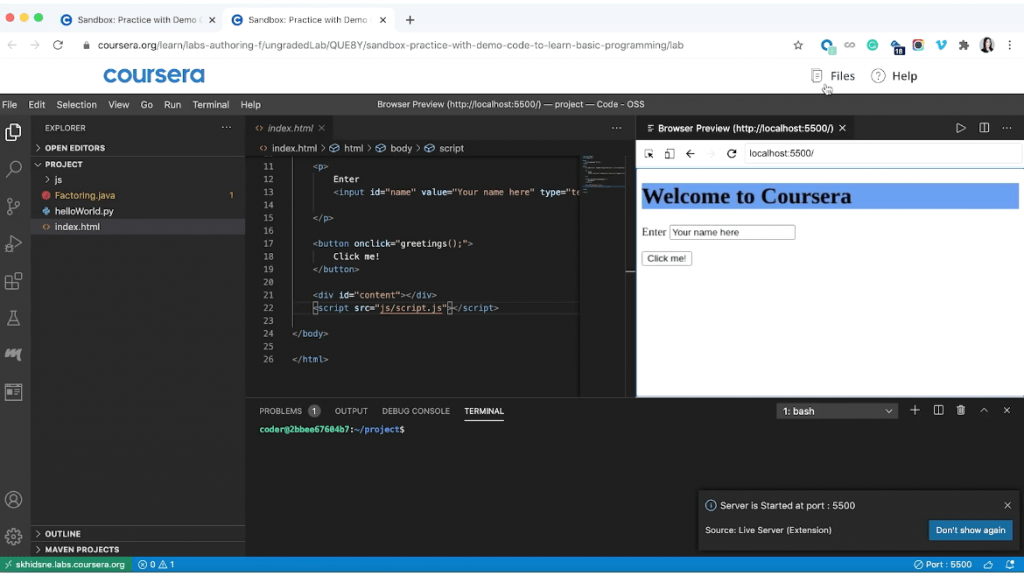 Sandbox: Practice with Demo
Sandbox: Practice with Demo
coursera.org/learn/labs-authoring-f/ungradedLab/QUE8Y/sandbox-practice-with-demo-code-to-learn-basic-programming/lab
18
coursera
Files
Help
File Edit Selection View Go Run Terminal Help
Browser Preview (http://localhost:5500/) — project — Code - OSS
EXPLORER
OPEN EDITORS
PROJECT
js
Factoring.java 1
helloWorld.py
index.html
index.html
index.html > html > body > script
11 <p>
12 Enter
13 <input id="name" value="Your name here" type="te
14
15 </p>
16
17 <button onclick="greetings();">
18 Click me!
19 </button>
20
21 <div id="content"></div>
22 <script src="js/script.js"></script>
23
24 </body>
25
26 </html>
Browser Preview (http://localhost:5500/)
localhost:5500/
Welcome to Coursera
Enter Your name here
Click me!
PROBLEMS 1 OUTPUT DEBUG CONSOLE TERMINAL
1: bash
coder@2bbee67604b7:~/project$
Server is Started at port : 5500
Source: Live Server (Extension)
Don't show again
OUTLINE
MAVEN PROJECTS
skhidsne.labs.coursera.org 0 1
Port : 5500